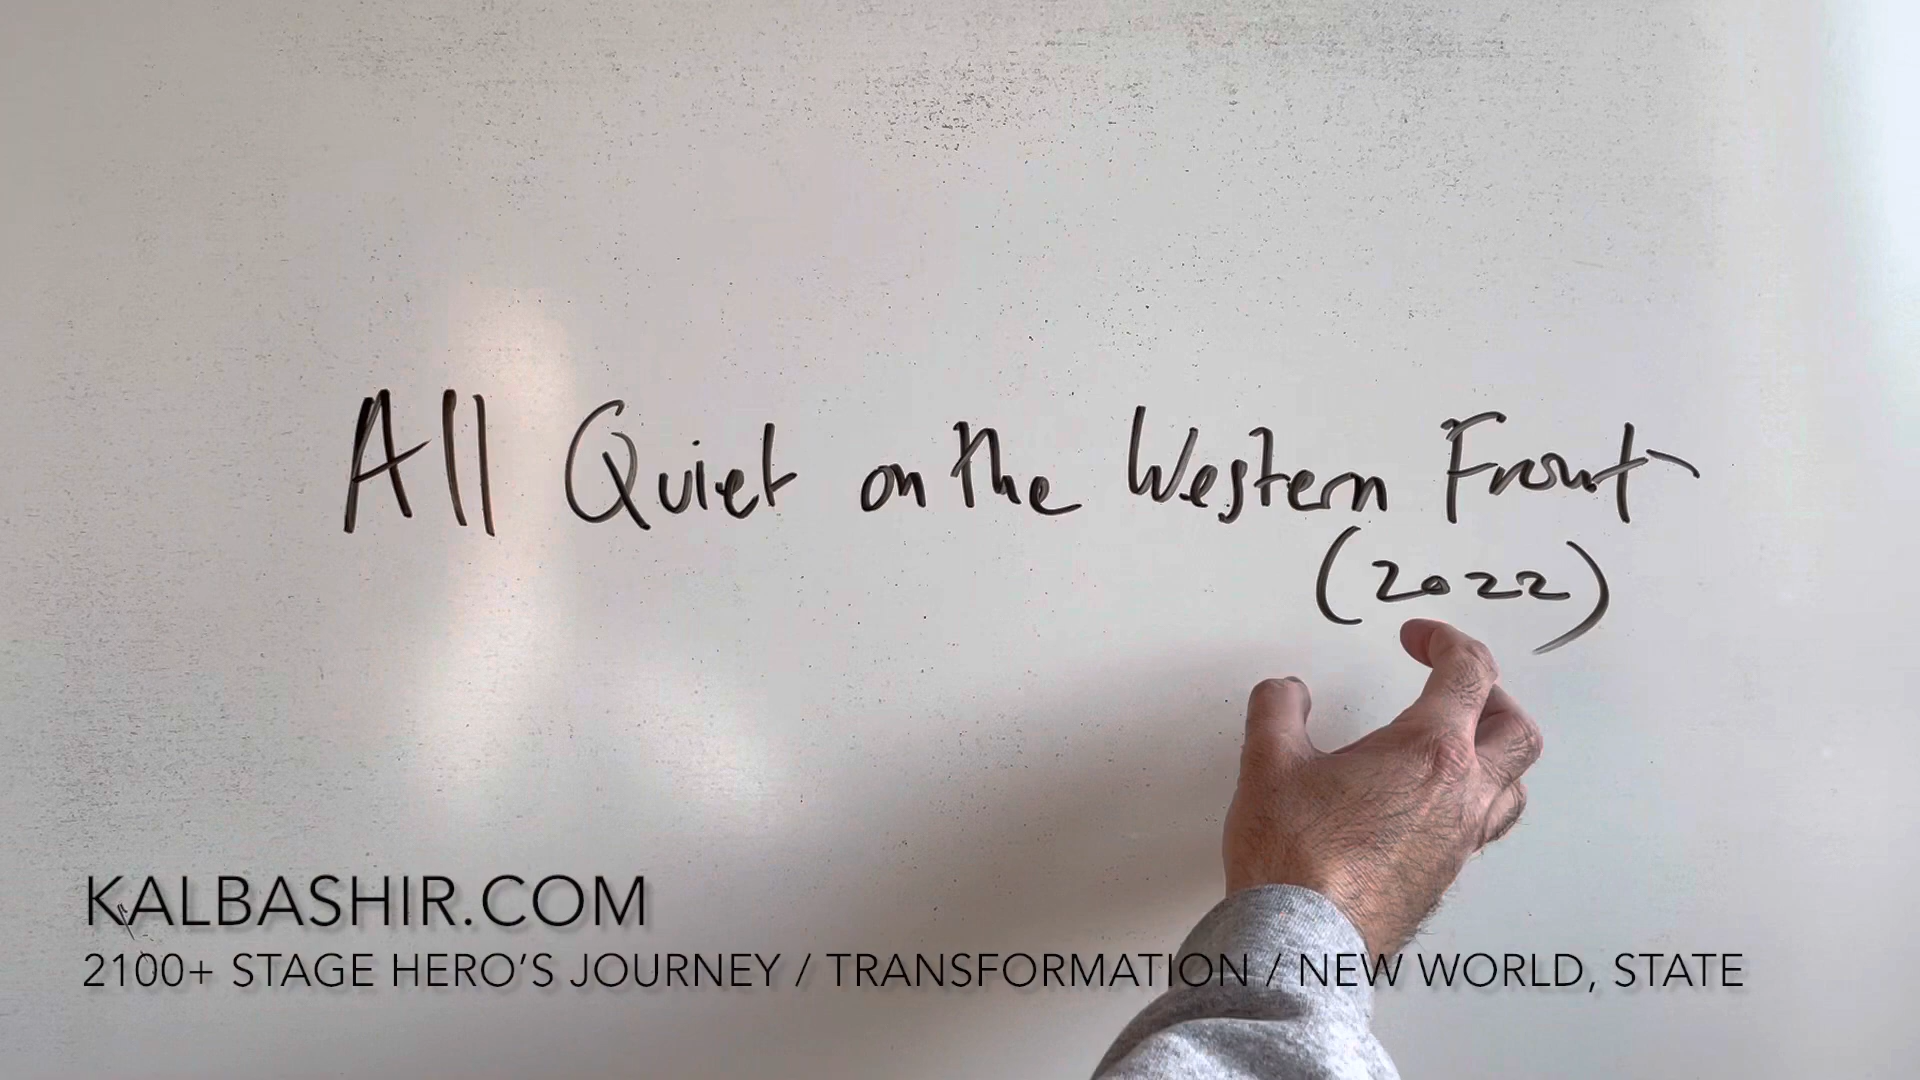 All Quiet on the Western Front
(2022)
KALBASHIR.COM
2100+ STAGE HERO’S JOURNEY / TRANSFORMATION / NEW WORLD, STATE